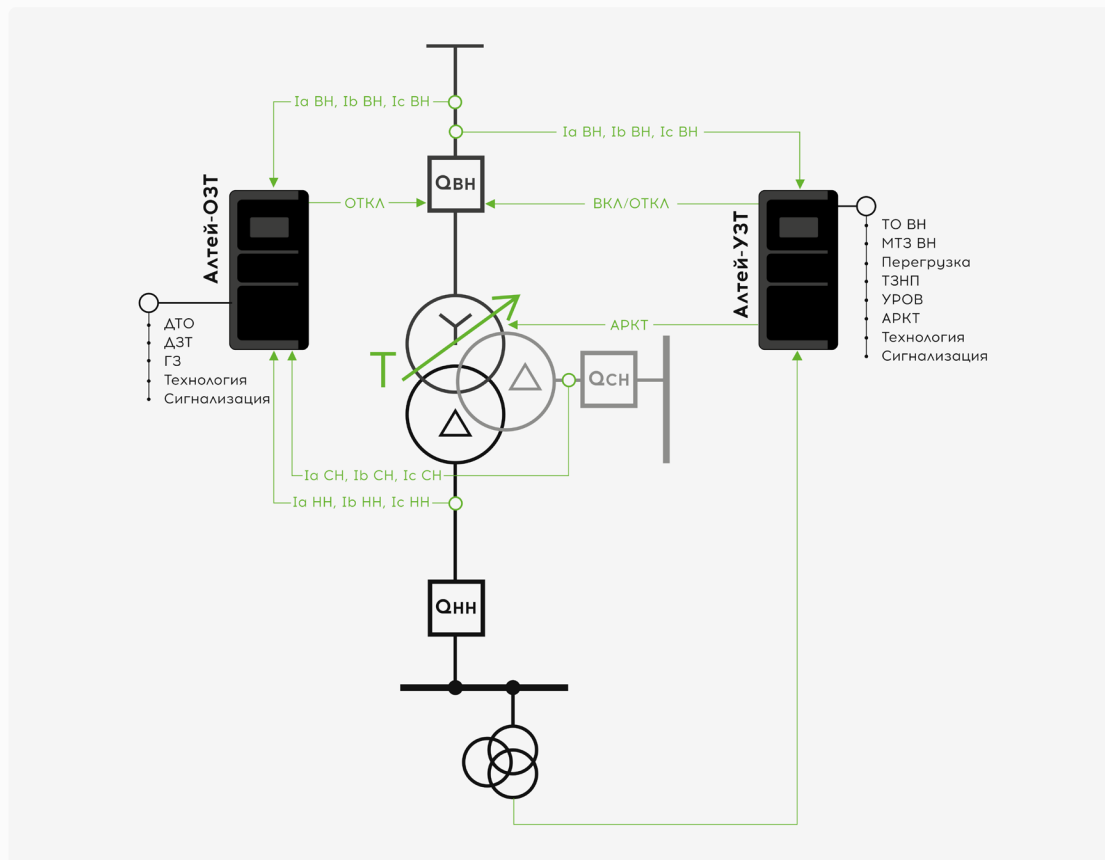 Ia ВН, Ib ВН, Ic ВН
Ia ВН, Ib ВН, Ic ВН
QВН
Алтей-ОЗТ
ОТКЛ
ВКЛ/ОТКЛ
Алтей-УЗТ
ТО ВН
МТЗ ВН
Перегрузка
ТЗНП
УРОВ
АРКТ
Технология
Сигнализация
ДТО
ДЗТ
ГЗ
Технология
Сигнализация
АРКТ
Т
QСН
Ia СН, Ib СН, Ic СН
Ia НН, Ib НН, Ic НН
QНН